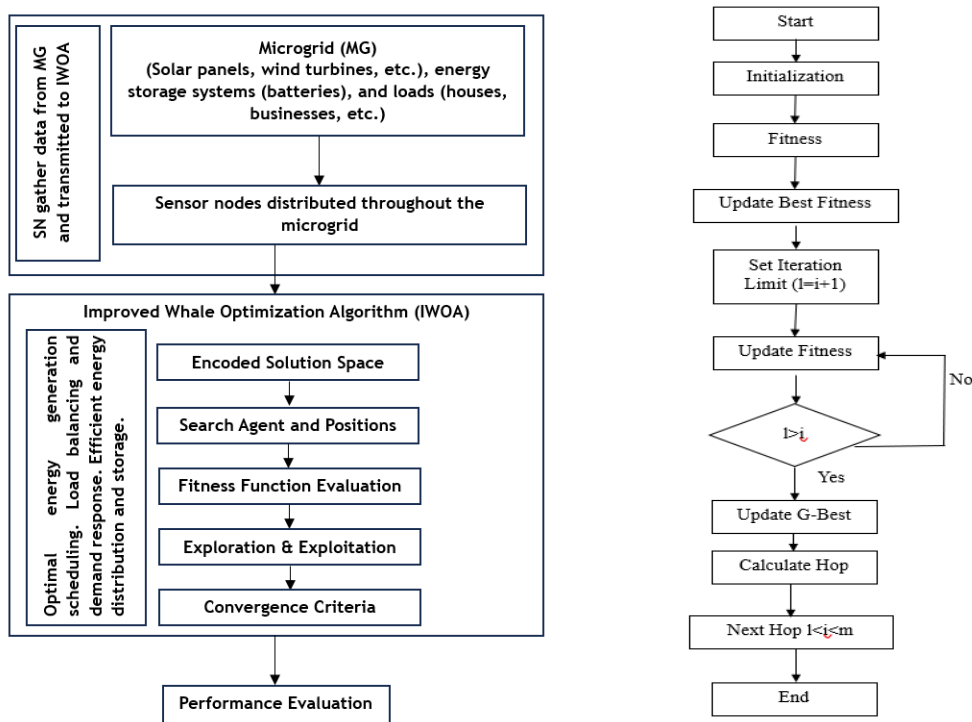 SN gather data from MG
and transmitted to IWOA
Microgrid (MG)
(Solar panels, wind turbines, etc.), energy
storage systems (batteries), and loads (houses,
businesses, etc.)
Sensor nodes distributed throughout the
microgrid
Improved Whale Optimization Algorithm (IWOA)
Optimal energy generation
scheduling. Load balancing and
demand response. Efficient energy
distribution and storage.
Encoded Solution Space
Search Agent and Positions
Fitness Function Evaluation
Exploration & Exploitation
Convergence Criteria
Performance Evaluation
Start
Initialization
Fitness
Update Best Fitness
Set Iteration
Limit (l=i+1)
Update Fitness
No
l>i
Yes
Update G-Best
Calculate Hop
Next Hop l<i<m
End